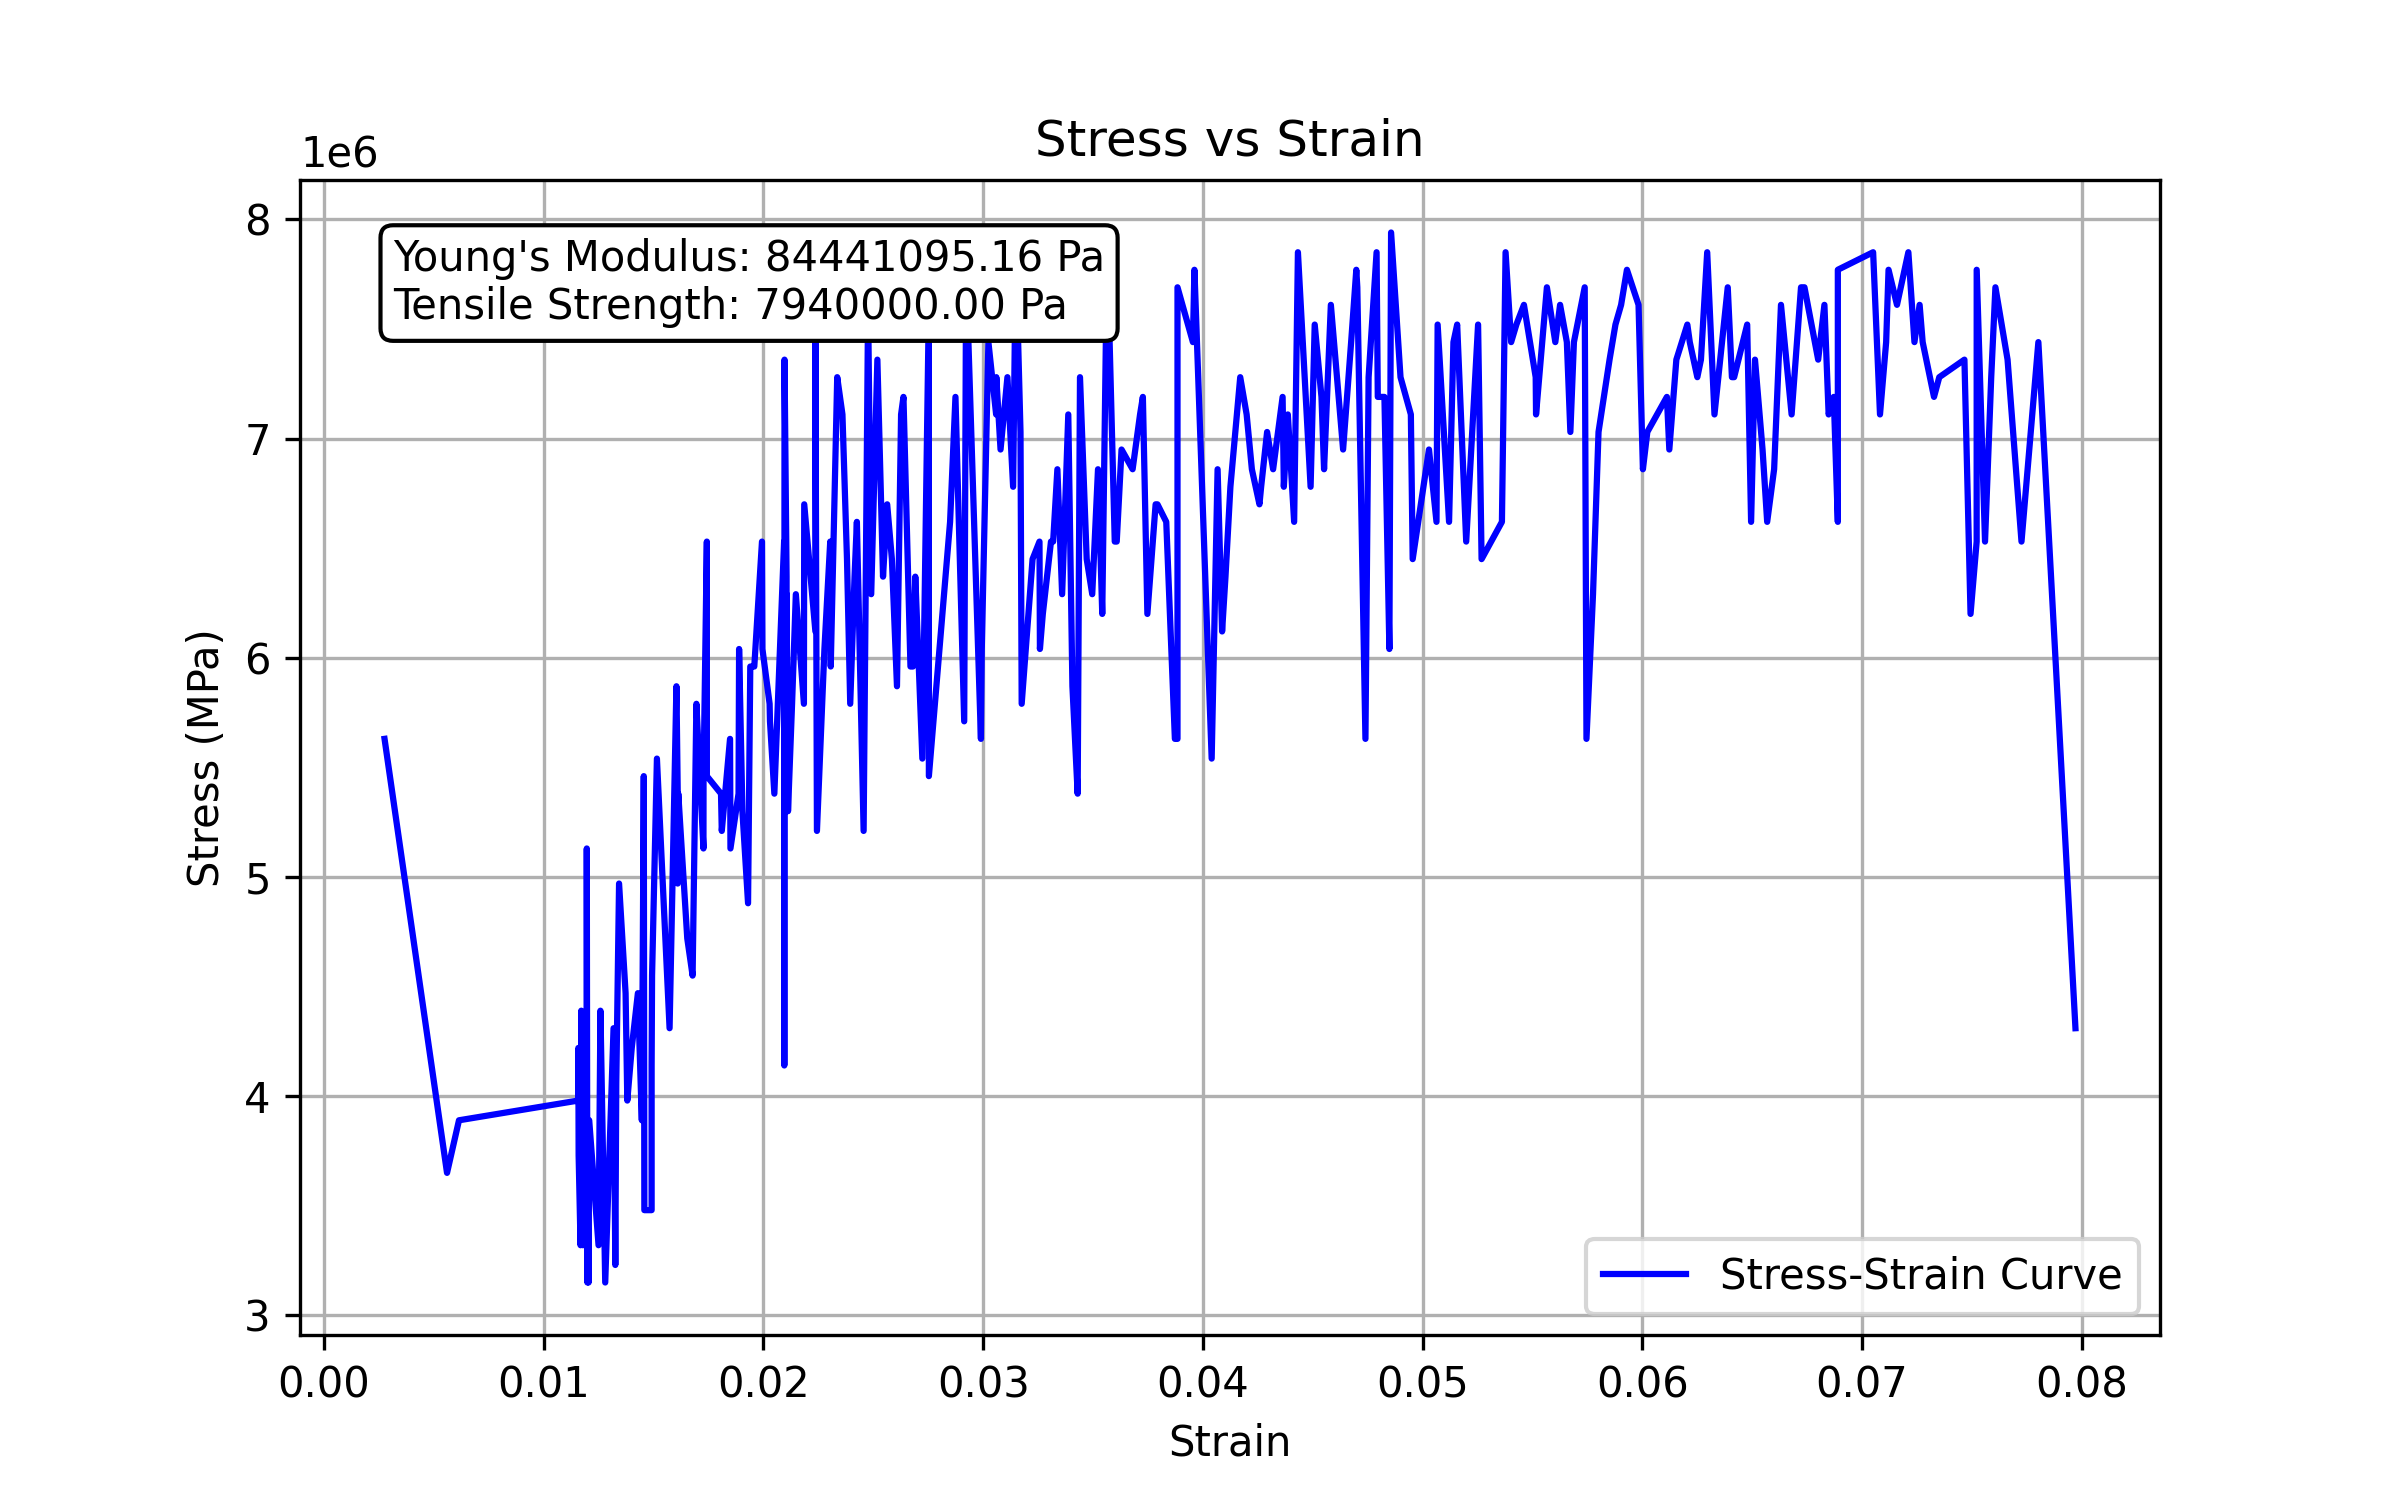 Stress vs Strain
1e6
8
7
6
5
4
3
Stress (MPa)
Young's Modulus: 84441095.16 Pa
Tensile Strength: 7940000.00 Pa
Stress-Strain Curve
0.00 0.01 0.02 0.03 0.04 0.05 0.06 0.07 0.08
Strain